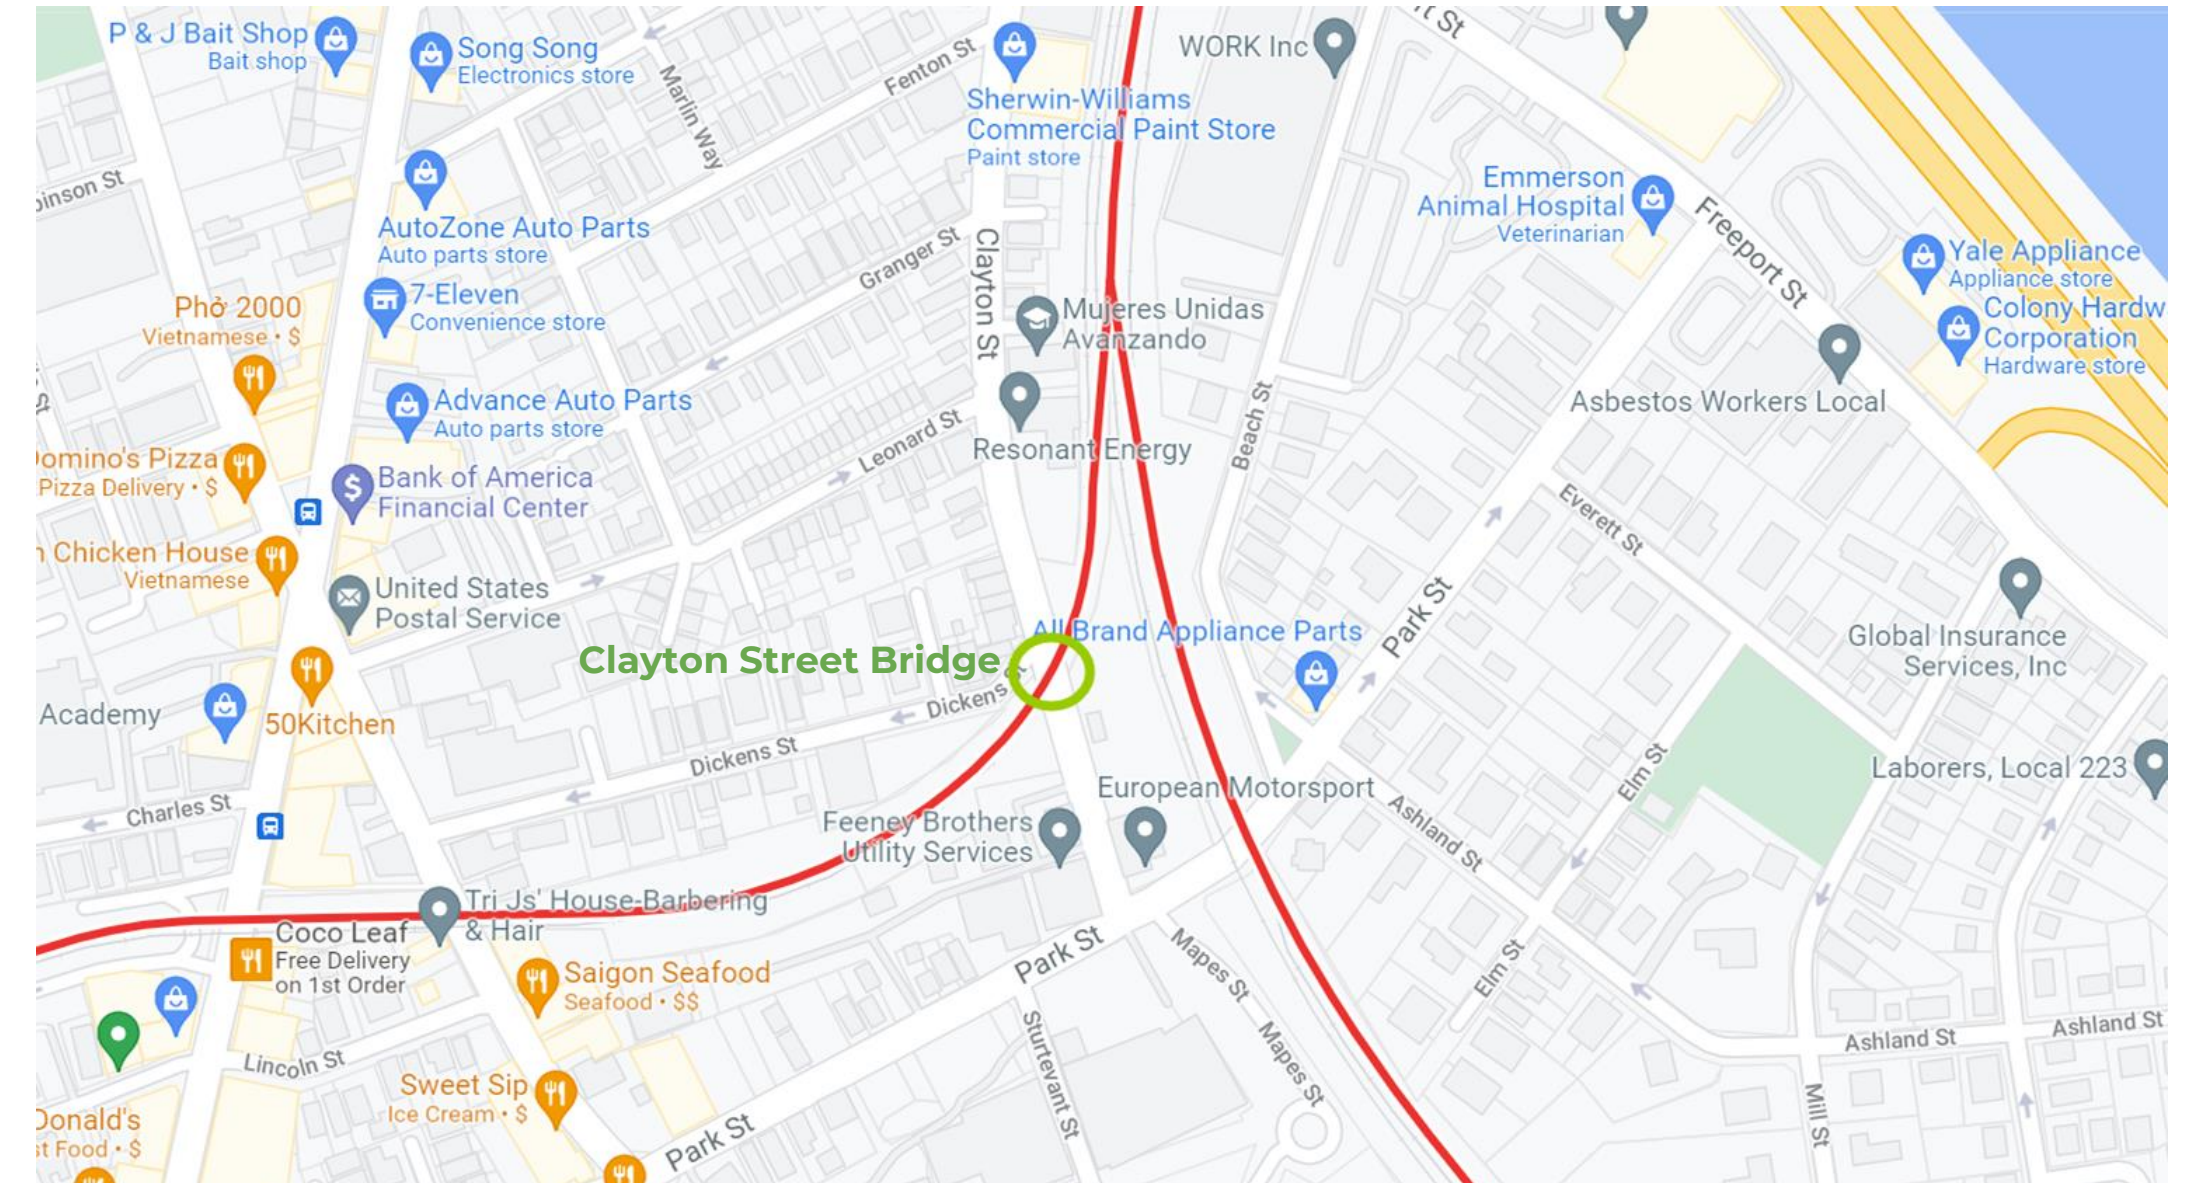 P & J Bait Shop
Bait shop
Song Song
Electronics store
Marlin Way
Fenton St
Sherwin-Williams
Commercial Paint Store
Paint store
WORK Inc
St
Emmerson
Animal Hospital
Veterinarian
Freeport St
Yale Appliance
Appliance store
Colony Hardw
Corporation
Hardware store
inson St
AutoZone Auto Parts
Auto parts store
Granger St
Clayton St
7-Eleven
Convenience store
Phở 2000
Vietnamese • $
Mujeres Unidas
Avanzando
St
Advance Auto Parts
Auto parts store
Leonard St
Resonant Energy
Beach St
Asbestos Workers Local
omino's Pizza
Pizza Delivery • $
Bank of America
Financial Center
Everett St
Chicken House
Vietnamese
United States
Postal Service
Park St
All Brand Appliance Parts
Clayton Street Bridge
Global Insurance
Services, Inc
Academy
50Kitchen
Dickens St
Dickens St
Elm St
Laborers, Local 223
Charles St
European Motorsport
Feeney Brothers
Utility Services
Ashland St
Tri Js' House-Barbering
& Hair
Coco Leaf
Free Delivery
on 1st Order
Saigon Seafood
Seafood • $$
Park St
Mapes St
Elm St
Lincoln St
Sturtevant St
Mapes St
Ashland St
Ashland St
Sweet Sip
Ice Cream • $
Donald's
st Food • $
Park St
Mill St